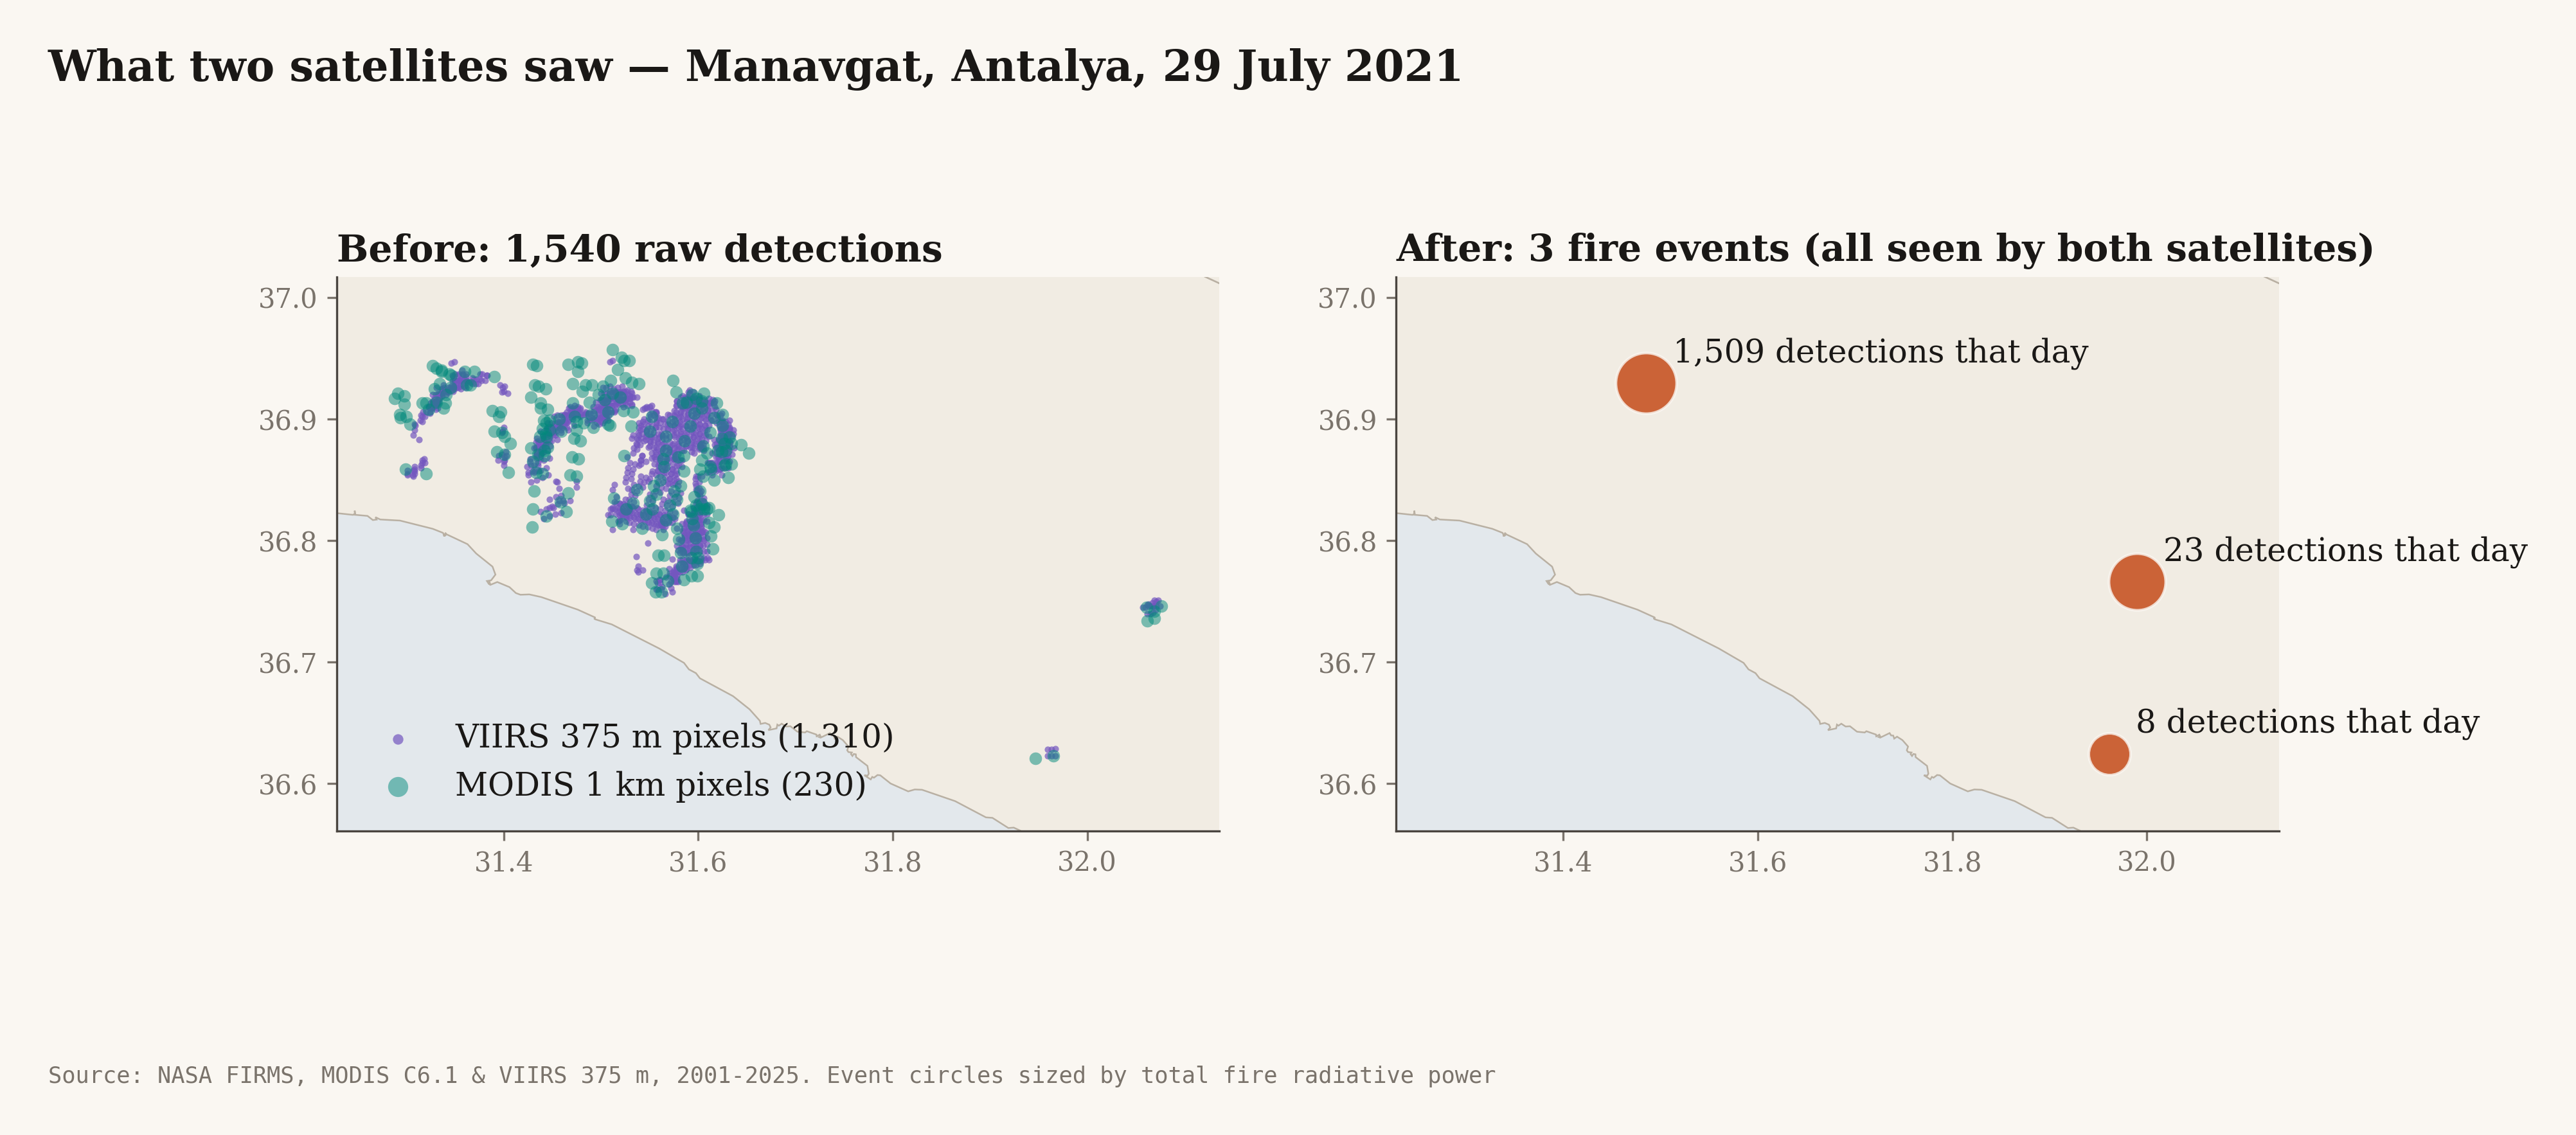 What two satellites saw — Manavgat, Antalya, 29 July 2021
Before: 1,540 raw detections
37.0
36.9
36.8
36.7
36.6
VIIRS 375 m pixels (1,310)
MODIS 1 km pixels (230)
31.4 31.6 31.8 32.0
After: 3 fire events (all seen by both satellites)
37.0
36.9
36.8
36.7
36.6
1,509 detections that day
23 detections that day
8 detections that day
31.4 31.6 31.8 32.0
Source: NASA FIRMS, MODIS C6.1 & VIIRS 375 m, 2001-2025. Event circles sized by total fire radiative power